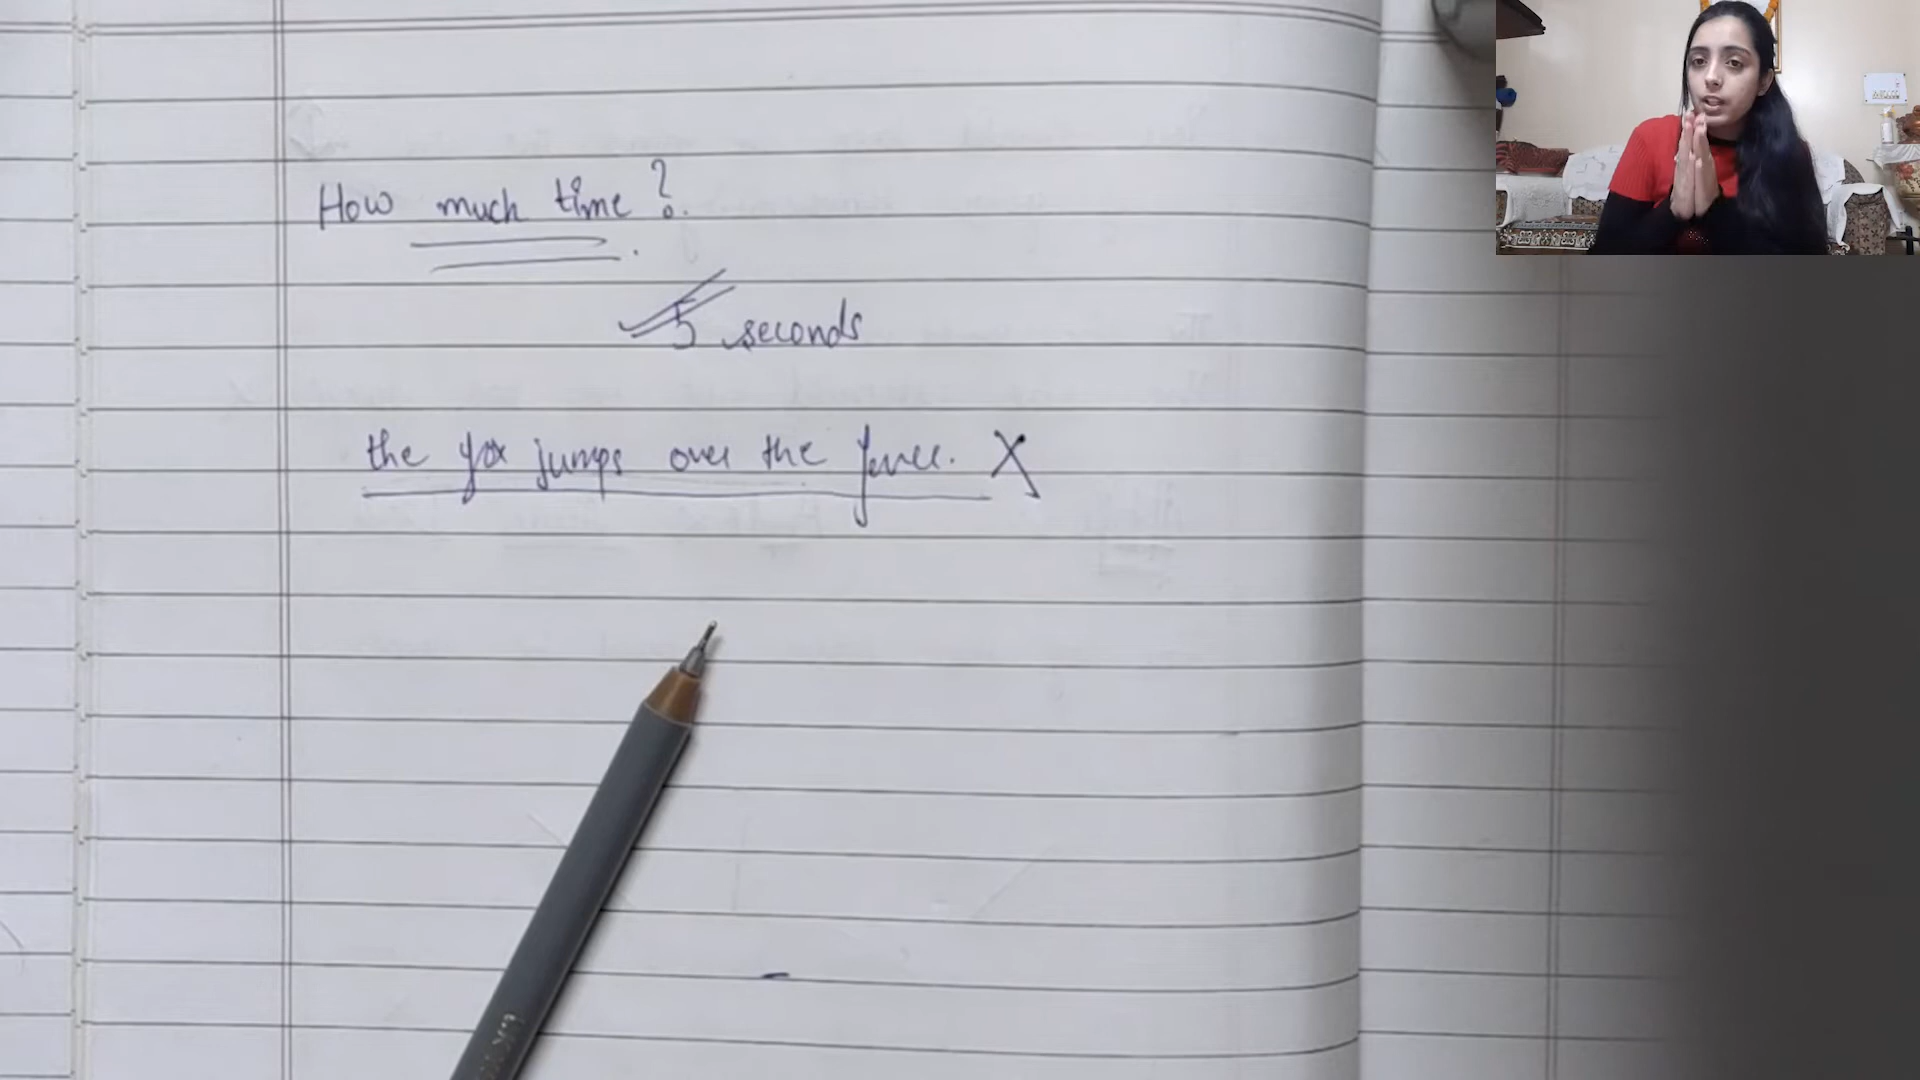 How much time?
5 seconds
the fox jumps over the fence. X